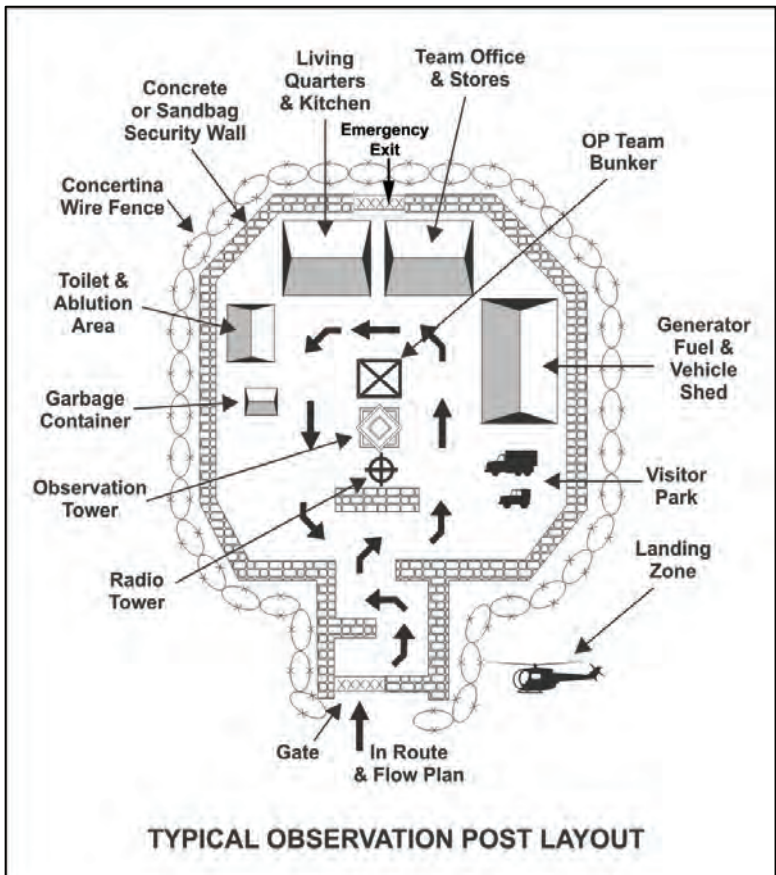 Living
Quarters
& Kitchen
Team Office
& Stores
Concrete
or Sandbag
Security Wall
Emergency
Exit
OP Team
Bunker
Concertina
Wire Fence
Toilet &
Ablution
Area
Generator
Fuel &
Vehicle
Shed
Garbage
Container
Observation
Tower
Visitor
Park
Radio
Tower
Landing
Zone
Gate
In Route
& Flow Plan
TYPICAL OBSERVATION POST LAYOUT